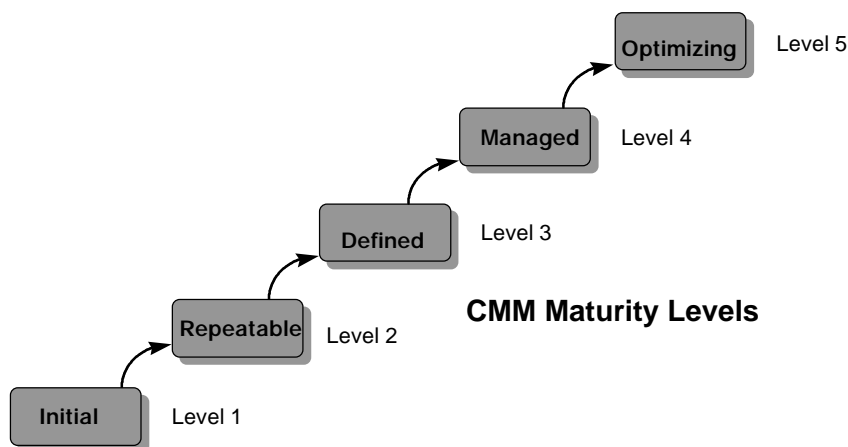 Optimizing Level 5
Managed Level 4
Defined Level 3
CMM Maturity Levels
Repeatable Level 2
Initial Level 1